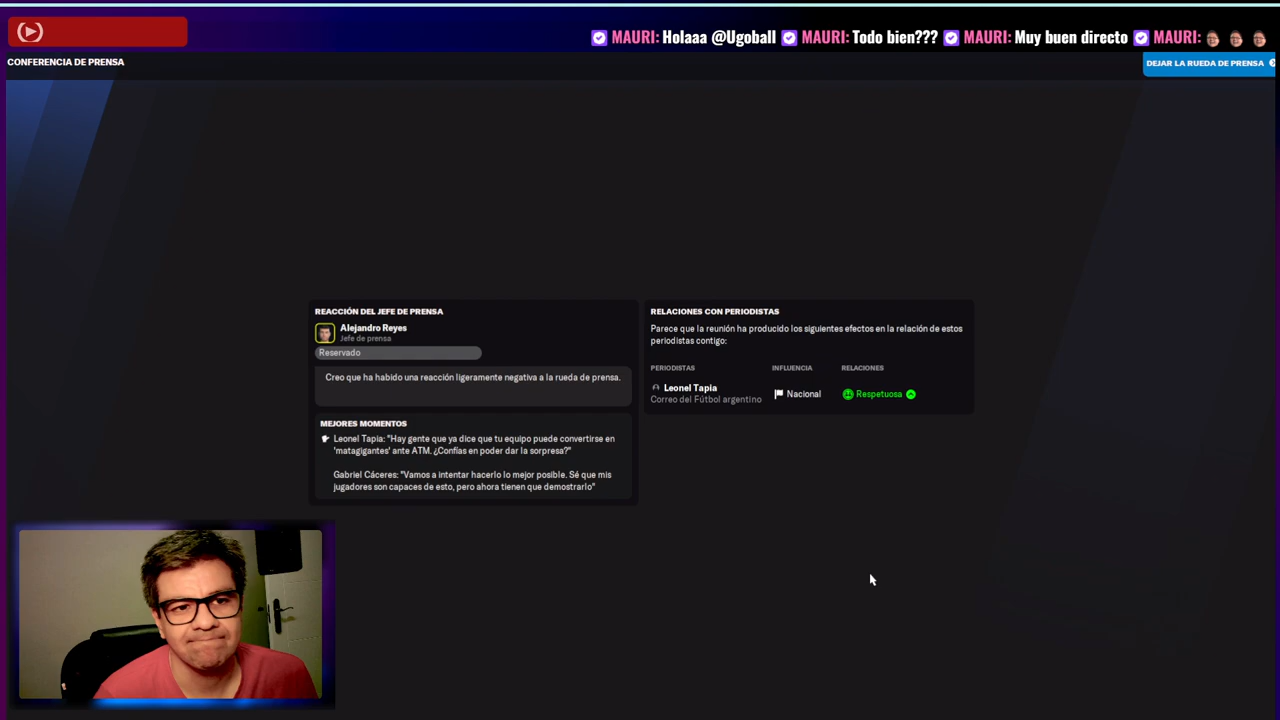 MAURI: Holaaa @Ugoball MAURI: Todo bien??? MAURI: Muy buen directo MAURI:
CONFERENCIA DE PRENSA
DEJAR LA RUEDA DE PRENSA
REACCIÓN DEL JEFE DE PRENSA
Alejandro Reyes
Jefe de prensa
Reservado
Creo que ha habido una reacción ligeramente negativa a la rueda de prensa.
MEJORES MOMENTOS
Leonel Tapia: "Hay gente que ya dice que tu equipo puede convertirse en
'matagigantes' ante ATM. ¿Confías en poder dar la sorpresa?"
Gabriel Cáceres: "Vamos a intentar hacerlo lo mejor posible. Sé que mis
jugadores son capaces de esto, pero ahora tienen que demostrarlo"
RELACIONES CON PERIODISTAS
Parece que la reunión ha producido los siguientes efectos en la relación de estos
periodistas contigo:
PERIODISTAS INFLUENCIA RELACIONES
Leonel Tapia
Correo del Fútbol argentino
Nacional
Respetuosa